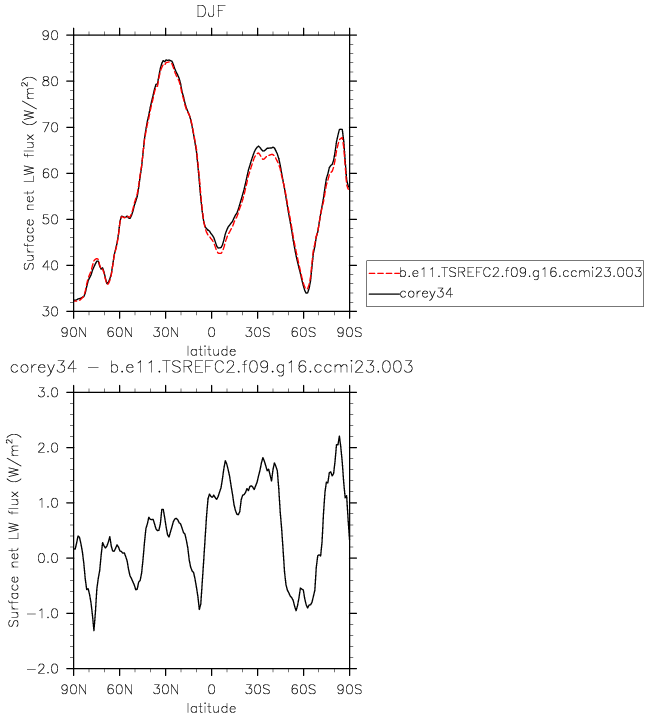 DJF
90
80
70
60
50
40
30
Surface net LW flux (W/m²)
90N 60N 30N 0 30S 60S 90S
latitude
b.e11.TSREFC2.f09.g16.ccmi23.003
corey34
corey34 − b.e11.TSREFC2.f09.g16.ccmi23.003
3.0
2.0
1.0
0.0
−1.0
−2.0
Surface net LW flux (W/m²)
90N 60N 30N 0 30S 60S 90S
latitude